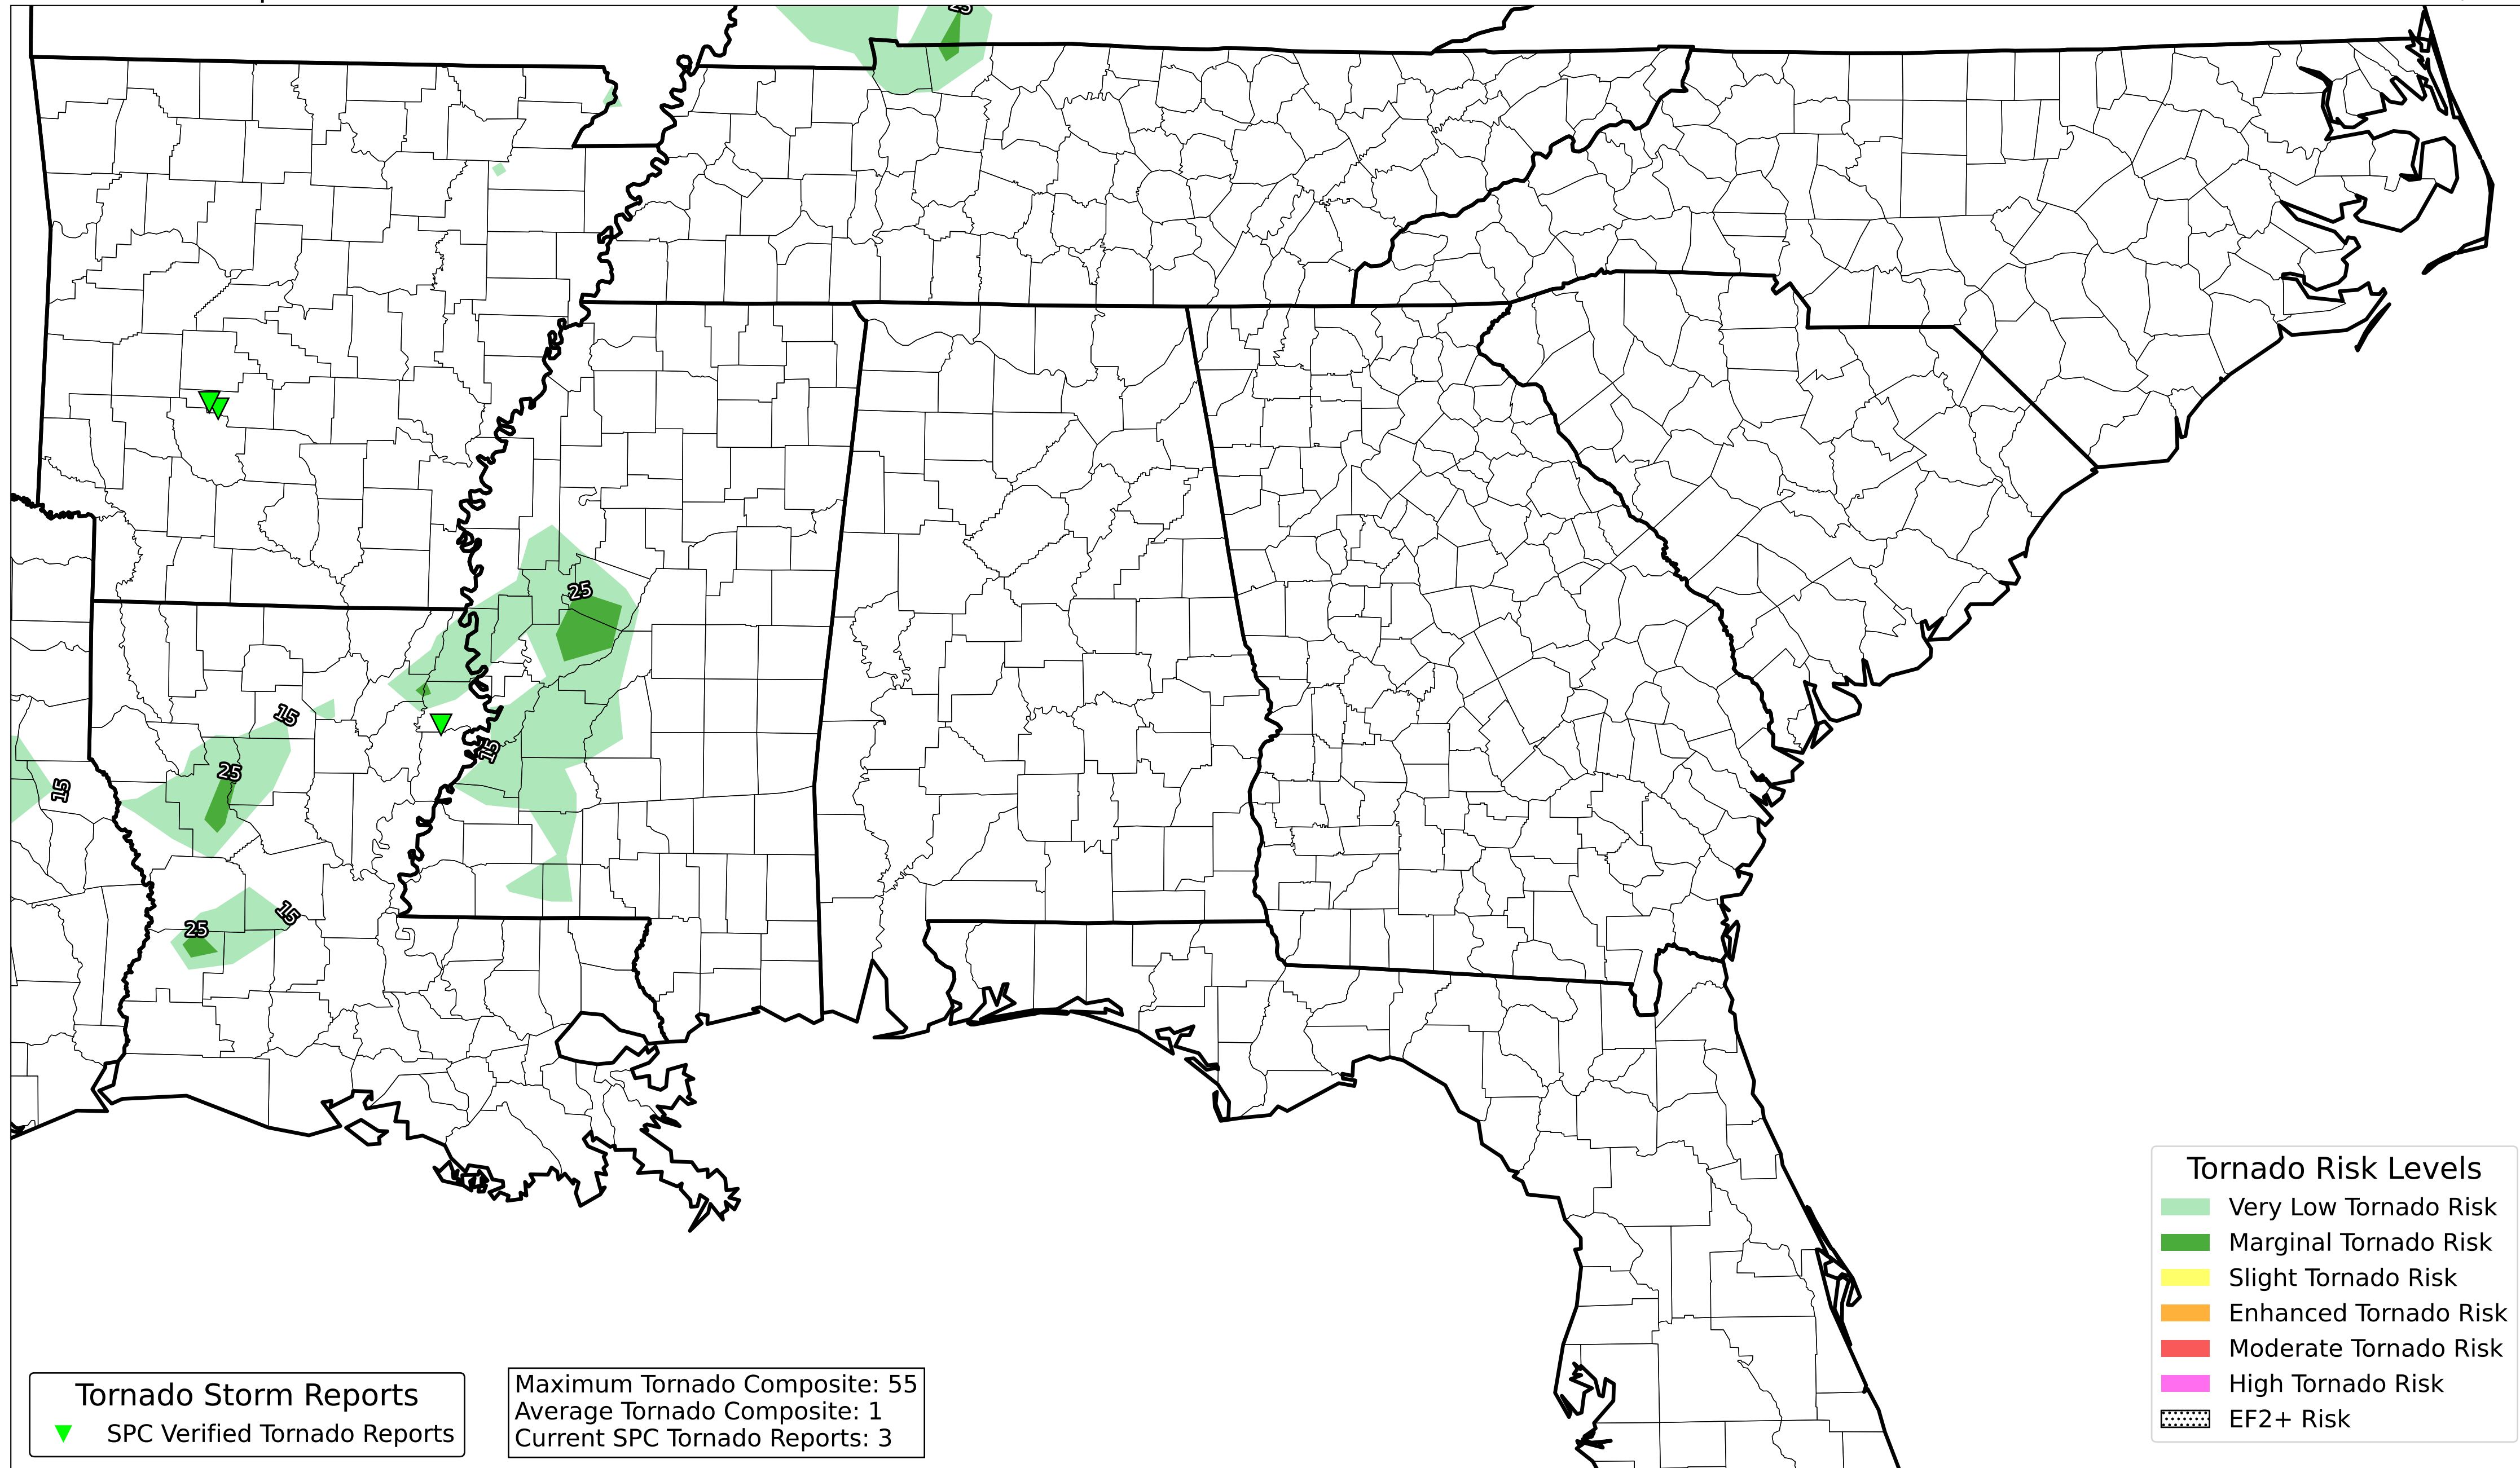 25
25
15
25
15
15
15
25
Tornado Risk Levels
Very Low Tornado Risk
Marginal Tornado Risk
Slight Tornado Risk
Enhanced Tornado Risk
Moderate Tornado Risk
High Tornado Risk
EF2+ Risk
Tornado Storm Reports
SPC Verified Tornado Reports
Maximum Tornado Composite: 55
Average Tornado Composite: 1
Current SPC Tornado Reports: 3